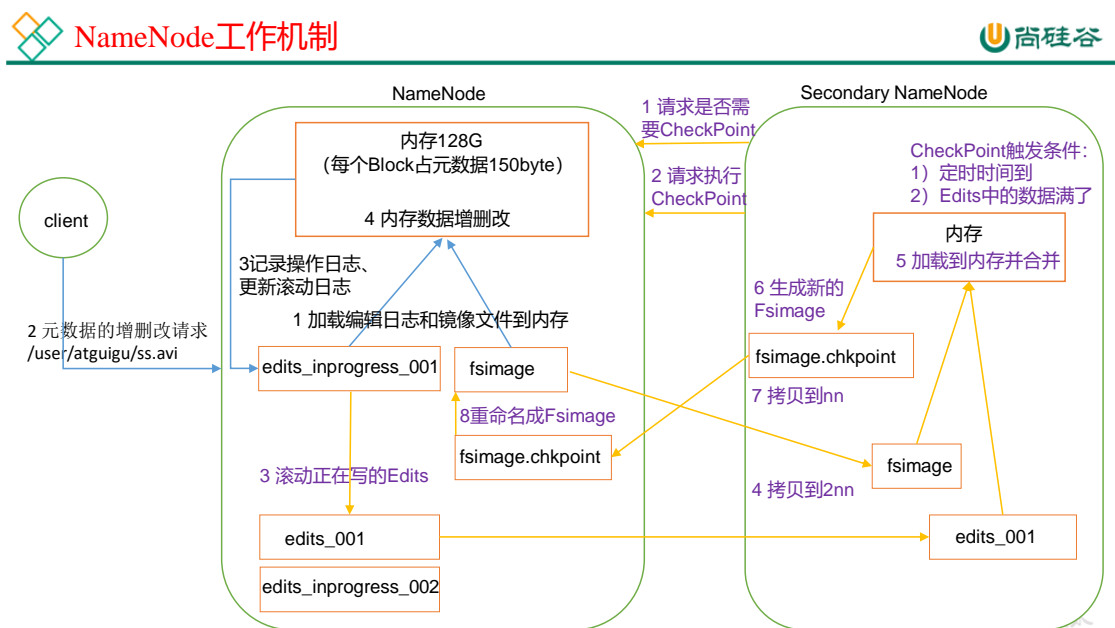 NameNode工作机制
尚硅谷
NameNode
Secondary NameNode
内存128G
（每个Block占元数据150byte）
4 内存数据增删改
1 请求是否需
要CheckPoint
2 请求执行
CheckPoint
CheckPoint触发条件：
1）定时时间到
2）Edits中的数据满了
client
内存
5 加载到内存并合并
3记录操作日志、
更新滚动日志
6 生成新的
Fsimage
1 加载编辑日志和镜像文件到内存
2 元数据的增删改请求
/user/atguigu/ss.avi
edits_inprogress_001
fsimage
fsimage.chkpoint
7 拷贝到nn
8重命名成Fsimage
fsimage.chkpoint
3 滚动正在写的Edits
fsimage
4 拷贝到2nn
edits_001
edits_001
edits_inprogress_002